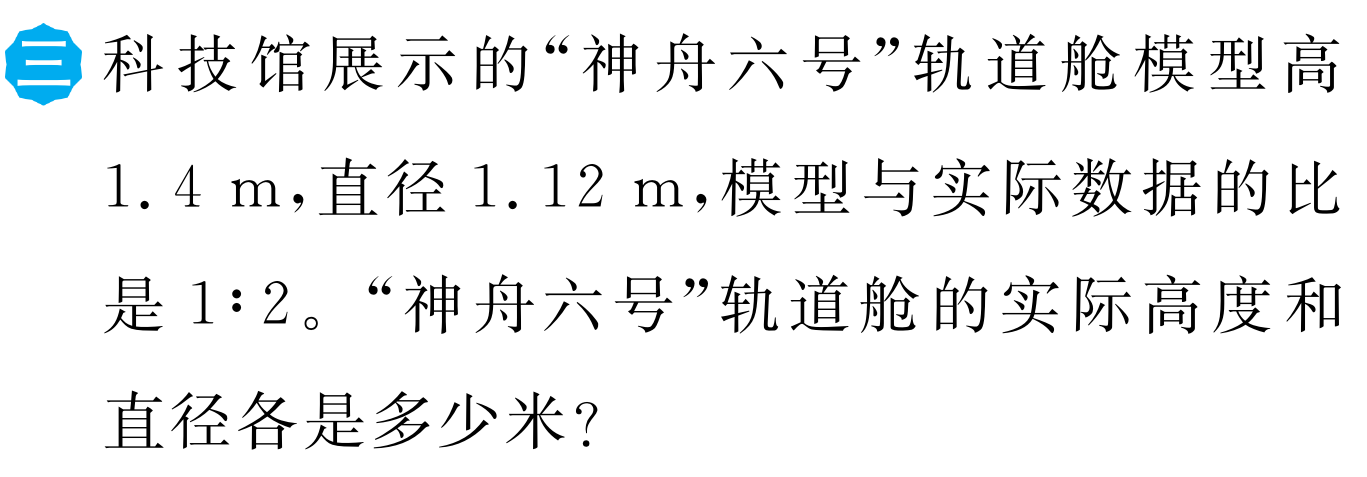 三 科技馆展示的“神舟六号”轨道舱模型高
1.4 m,直径1.12 m,模型与实际数据的比
是1∶2。“神舟六号”轨道舱的实际高度和
直径各是多少米?